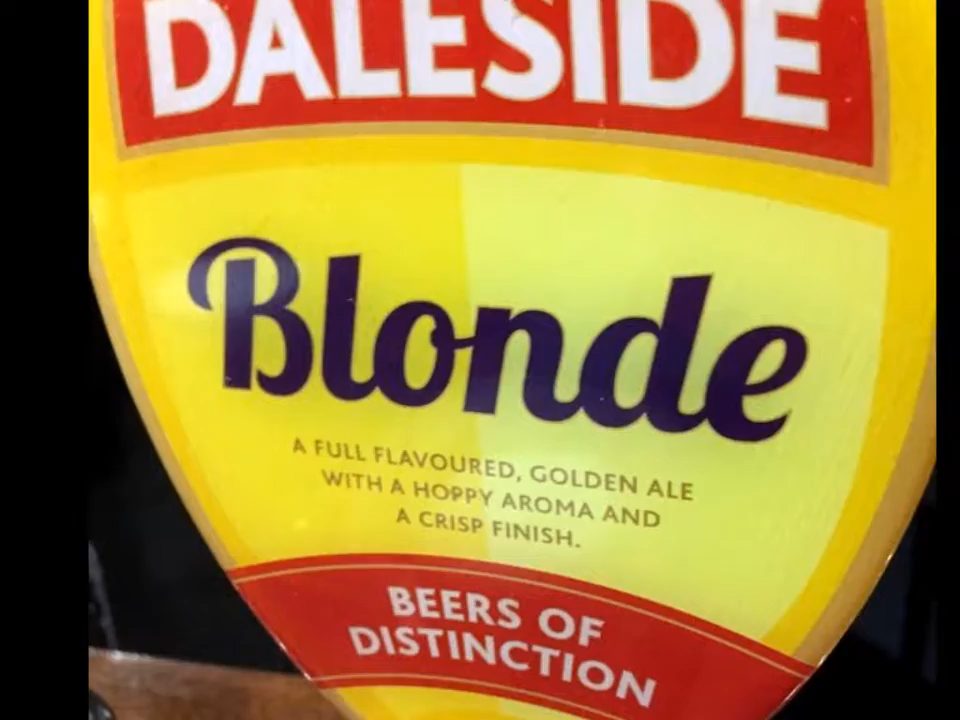 DALESIDE
Blonde
A FULL FLAVOURED, GOLDEN ALE
WITH A HOPPY AROMA AND
A CRISP FINISH.
BEERS OF
DISTINCTION